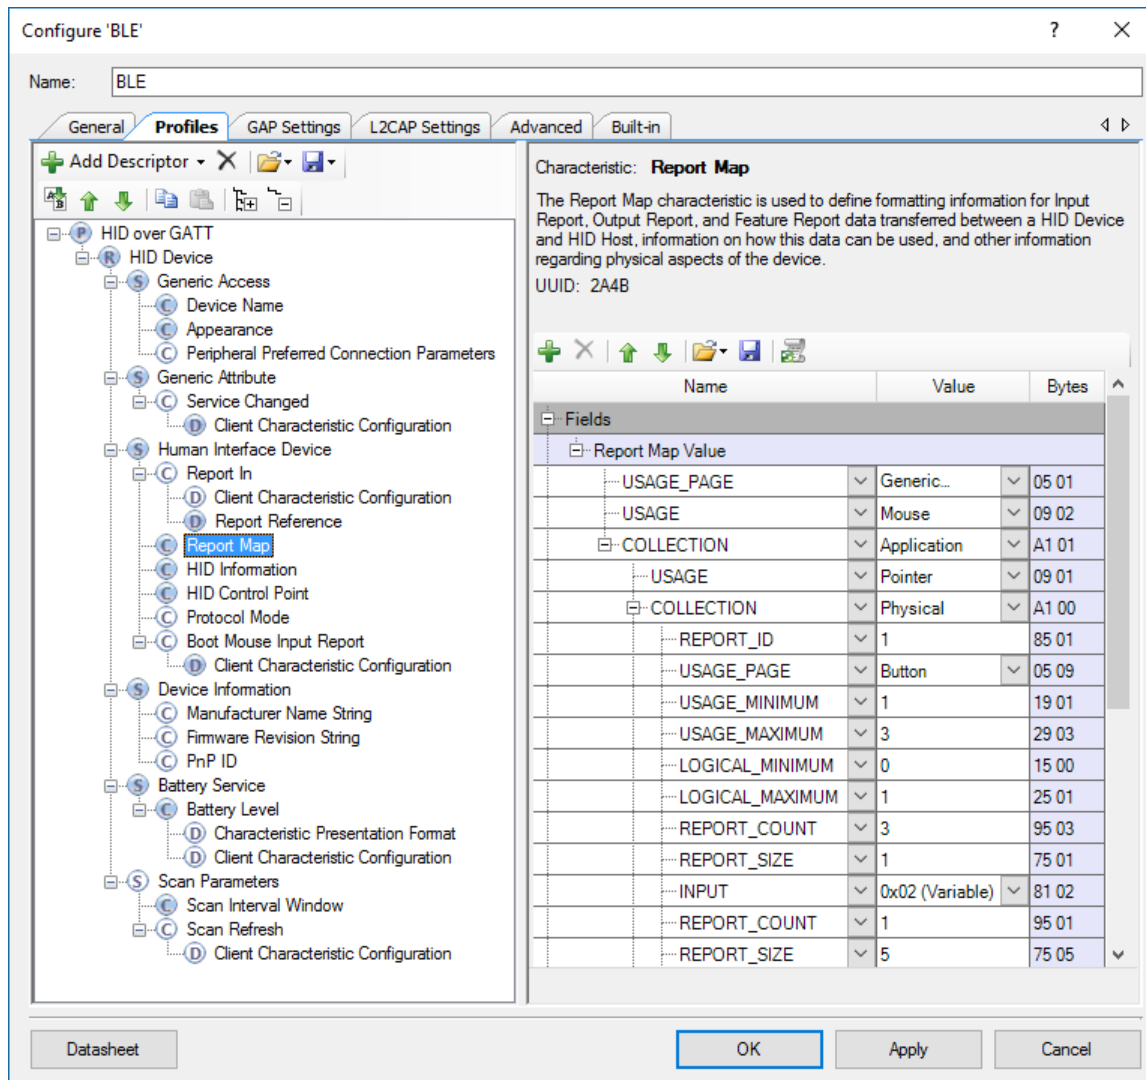 Configure 'BLE'
?
Name:
BLE
General
Profiles
GAP Settings
L2CAP Settings
Advanced
Built-in
Add Descriptor
P HID over GATT
R HID Device
S Generic Access
C Device Name
C Appearance
C Peripheral Preferred Connection Parameters
S Generic Attribute
C Service Changed
D Client Characteristic Configuration
S Human Interface Device
C Report In
D Client Characteristic Configuration
D Report Reference
C Report Map
C HID Information
C HID Control Point
C Protocol Mode
C Boot Mouse Input Report
D Client Characteristic Configuration
S Device Information
C Manufacturer Name String
C Firmware Revision String
C PnP ID
S Battery Service
C Battery Level
D Characteristic Presentation Format
D Client Characteristic Configuration
S Scan Parameters
C Scan Interval Window
C Scan Refresh
D Client Characteristic Configuration
Characteristic: Report Map
The Report Map characteristic is used to define formatting information for Input
Report, Output Report, and Feature Report data transferred between a HID Device
and HID Host, information on how this data can be used, and other information
regarding physical aspects of the device.
UUID: 2A4B
Name Value Bytes
Fields
Report Map Value
USAGE_PAGE Generic... 05 01
USAGE Mouse 09 02
COLLECTION Application A1 01
USAGE Pointer 09 01
COLLECTION Physical A1 00
REPORT_ID 1 85 01
USAGE_PAGE Button 05 09
USAGE_MINIMUM 1 19 01
USAGE_MAXIMUM 3 29 03
LOGICAL_MINIMUM 0 15 00
LOGICAL_MAXIMUM 1 25 01
REPORT_COUNT 3 95 03
REPORT_SIZE 1 75 01
INPUT 0x02 (Variable) 81 02
REPORT_COUNT 1 95 01
REPORT_SIZE 5 75 05
Datasheet
OK
Apply
Cancel